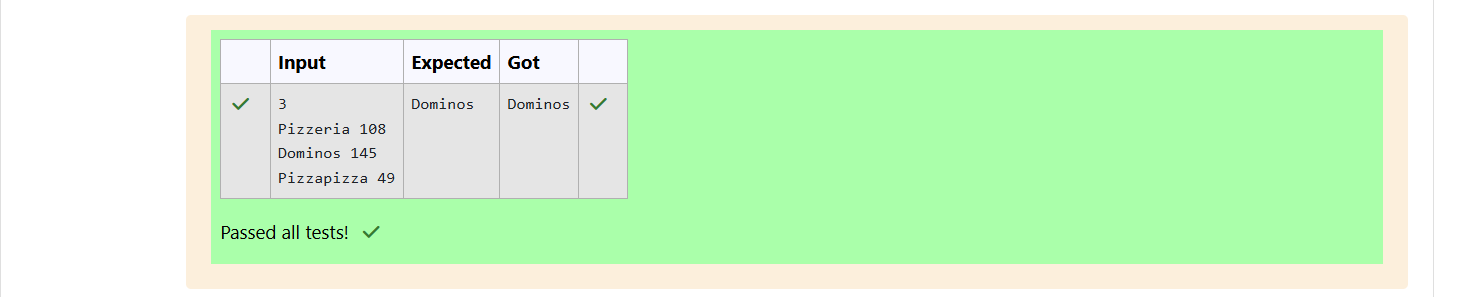 Input Expected Got
3 Dominos Dominos
Pizzeria 108
Dominos 145
Pizzapizza 49
Passed all tests!